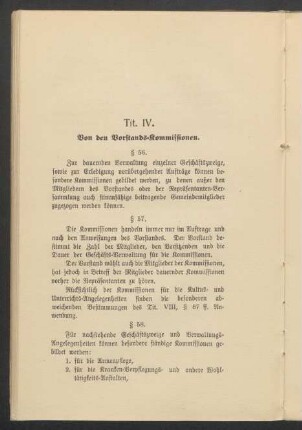 Tit. IV.
Von den Vorstands-Kommissionen.
§ 56.
Zur dauernden Verwaltung einzelner Geschäftszweige,
sowie zur Erledigung vorübergehender Aufträge können be-
sondere Kommissionen gebildet werden, zu denen außer den
Mitgliedern des Vorstandes oder der Repräsentanten-Ver-
sammlung auch stimmfähige beitragende Gemeindemitglieder
zugezogen werden können.
§ 57.
Die Kommissionen handeln immer nur im Auftrage und
nach den Anweisungen des Vorstandes. Der Vorstand be-
stimmt die Zahl der Mitglieder, den Vorsitzenden und die
Dauer der Geschäfts-Verwaltung für die Kommissionen.
Der Vorstand wählt auch die Mitglieder der Kommissionen,
hat jedoch in Betreff der Mitglieder dauernder Kommissionen
vorher die Repräsentanten zu hören.
Rücksichtlich der Kommissionen für die Kultus- und
Unterrichts-Angelegenheiten finden die besonderen ab-
weichenden Bestimmungen des Tit. VIII, § 67 ff. An-
wendung.
§ 58.
Für nachstehende Geschäftszweige und Verwaltungs-
Angelegenheiten können besondere ständige Kommissionen ge-
bildet werden:
1. für die Armenpflege,
2. für die Kranken-Verpflegungs- und andere Wohl-
thätigkeits-Anstalten,